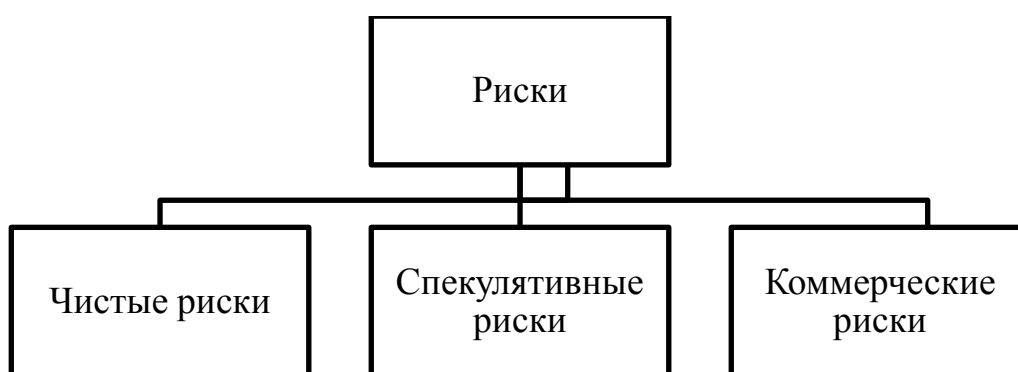 Риски
Чистые риски
Спекулятивные
риски
Коммерческие
риски